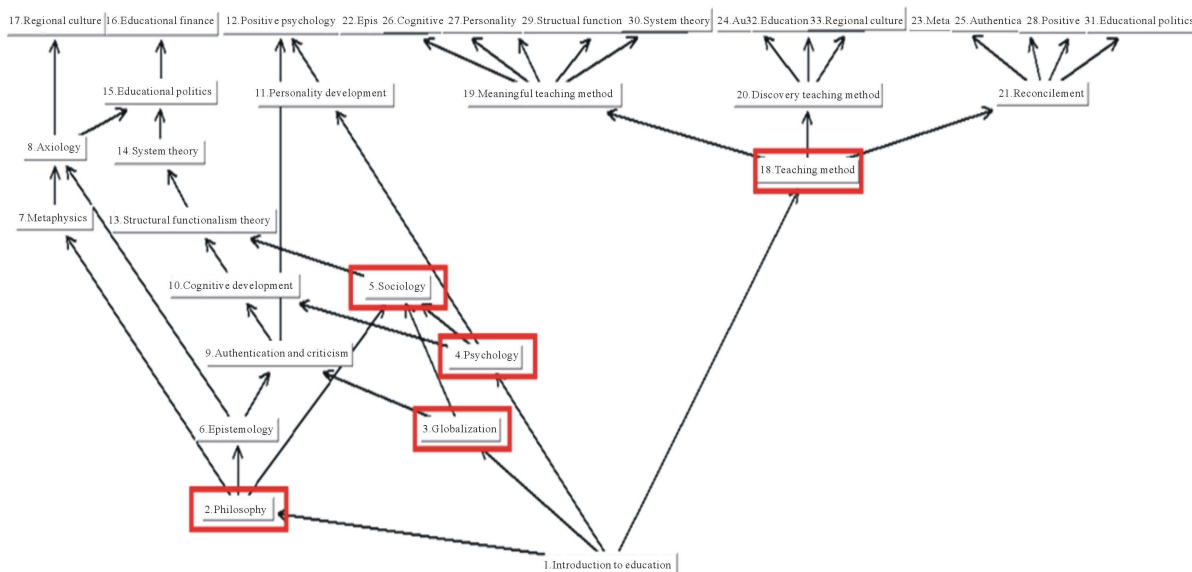 17.Regional culture
16.Educational finance
12.Positive psychology
22.Epis
26.Cognitive
27.Personality
29.Structual function
30.System theory
24.Au
32.Education
33.Regional culture
23.Meta
25.Authentica
28.Positive
31.Educational politics
15.Educational politics
11.Personality development
19.Meaningful teaching method
20.Discovery teaching method
21.Reconcilement
8.Axiology
14.System theory
18.Teaching method
7.Metaphysics
13.Structural functionalism theory
10.Cognitive development
5.Sociology
9.Authentication and criticism
4.Psychology
6.Epistemology
3.Globalization
2.Philosophy
1.Introduction to education